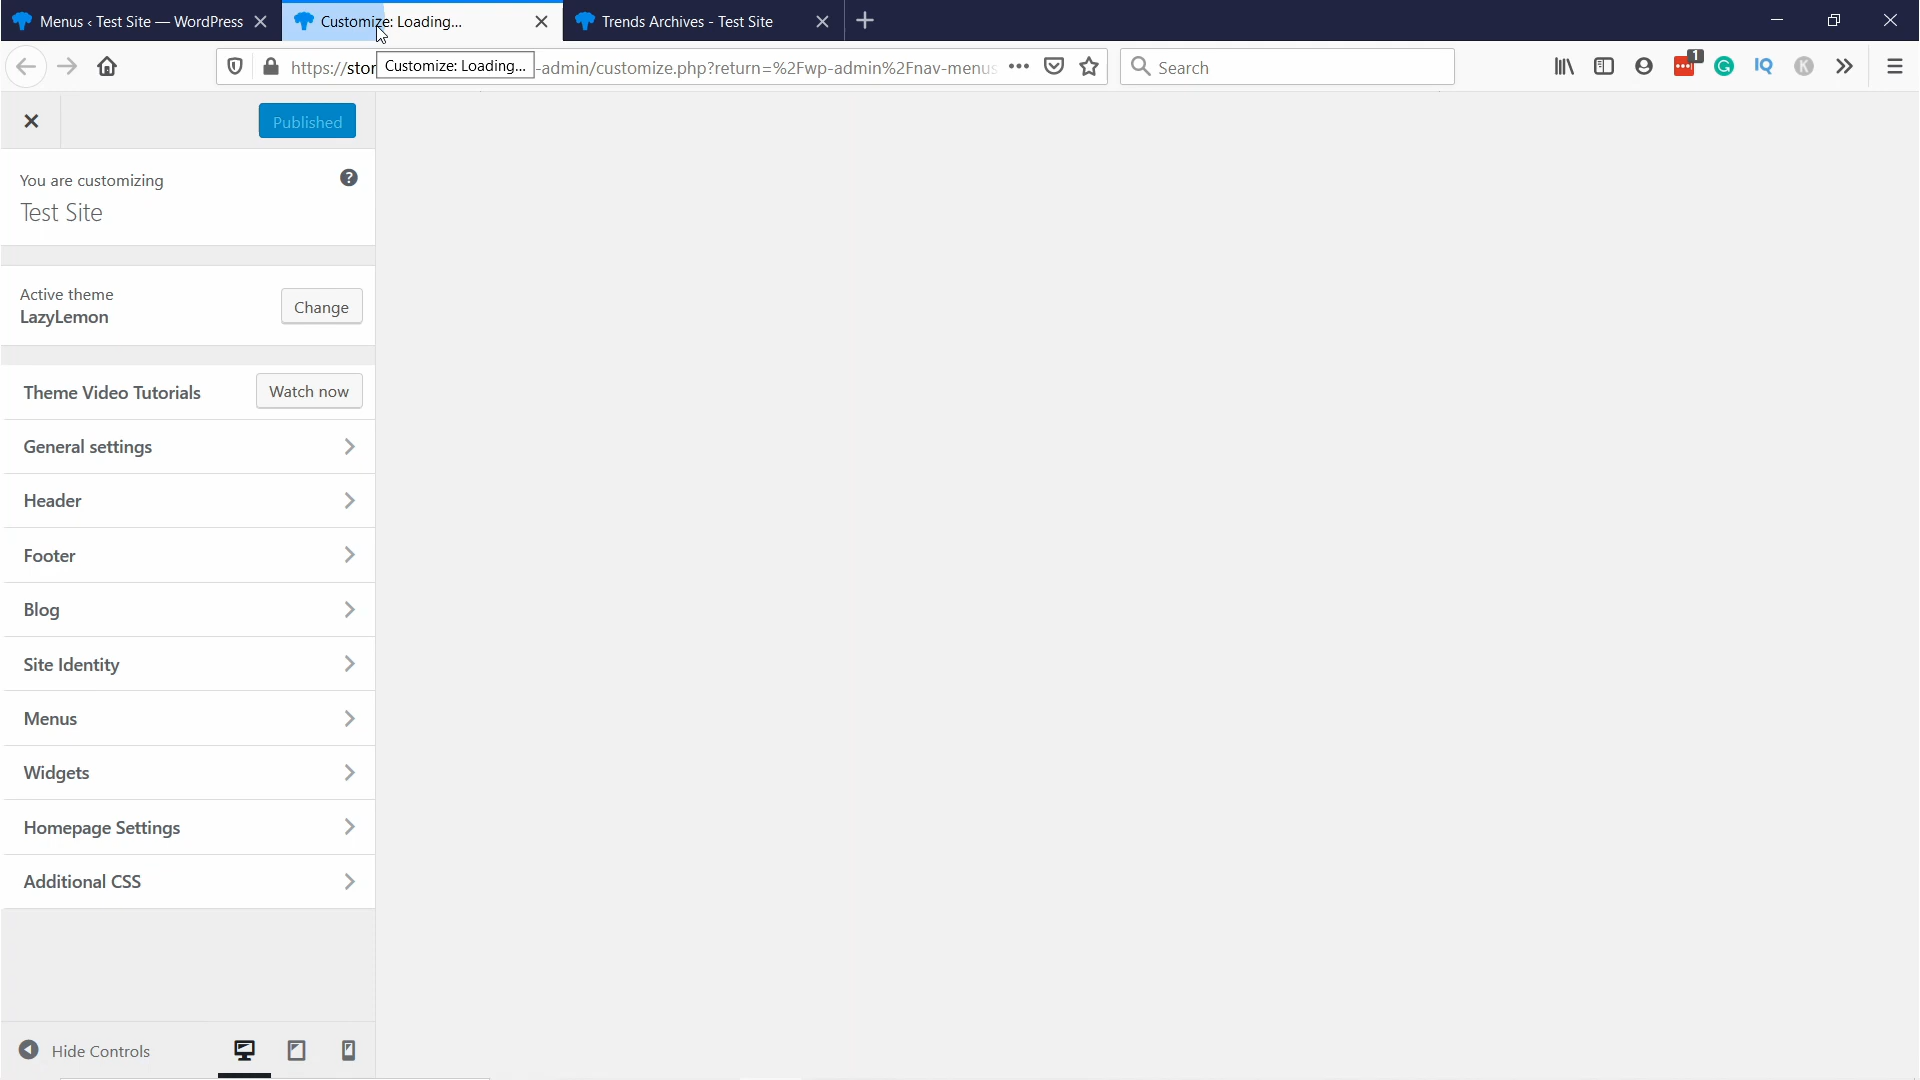 Menus ‹ Test Site — WordPress
Customize: Loading...
Trends Archives - Test Site
https://stor
Customize: Loading...
-admin/customize.php?return=%2Fwp-admin%2Fnav-menus
Search
1
IQ
K
Published
You are customizing
Test Site
Active theme
LazyLemon
Change
Theme Video Tutorials
Watch now
General settings
Header
Footer
Blog
Site Identity
Menus
Widgets
Homepage Settings
Additional CSS
Hide Controls